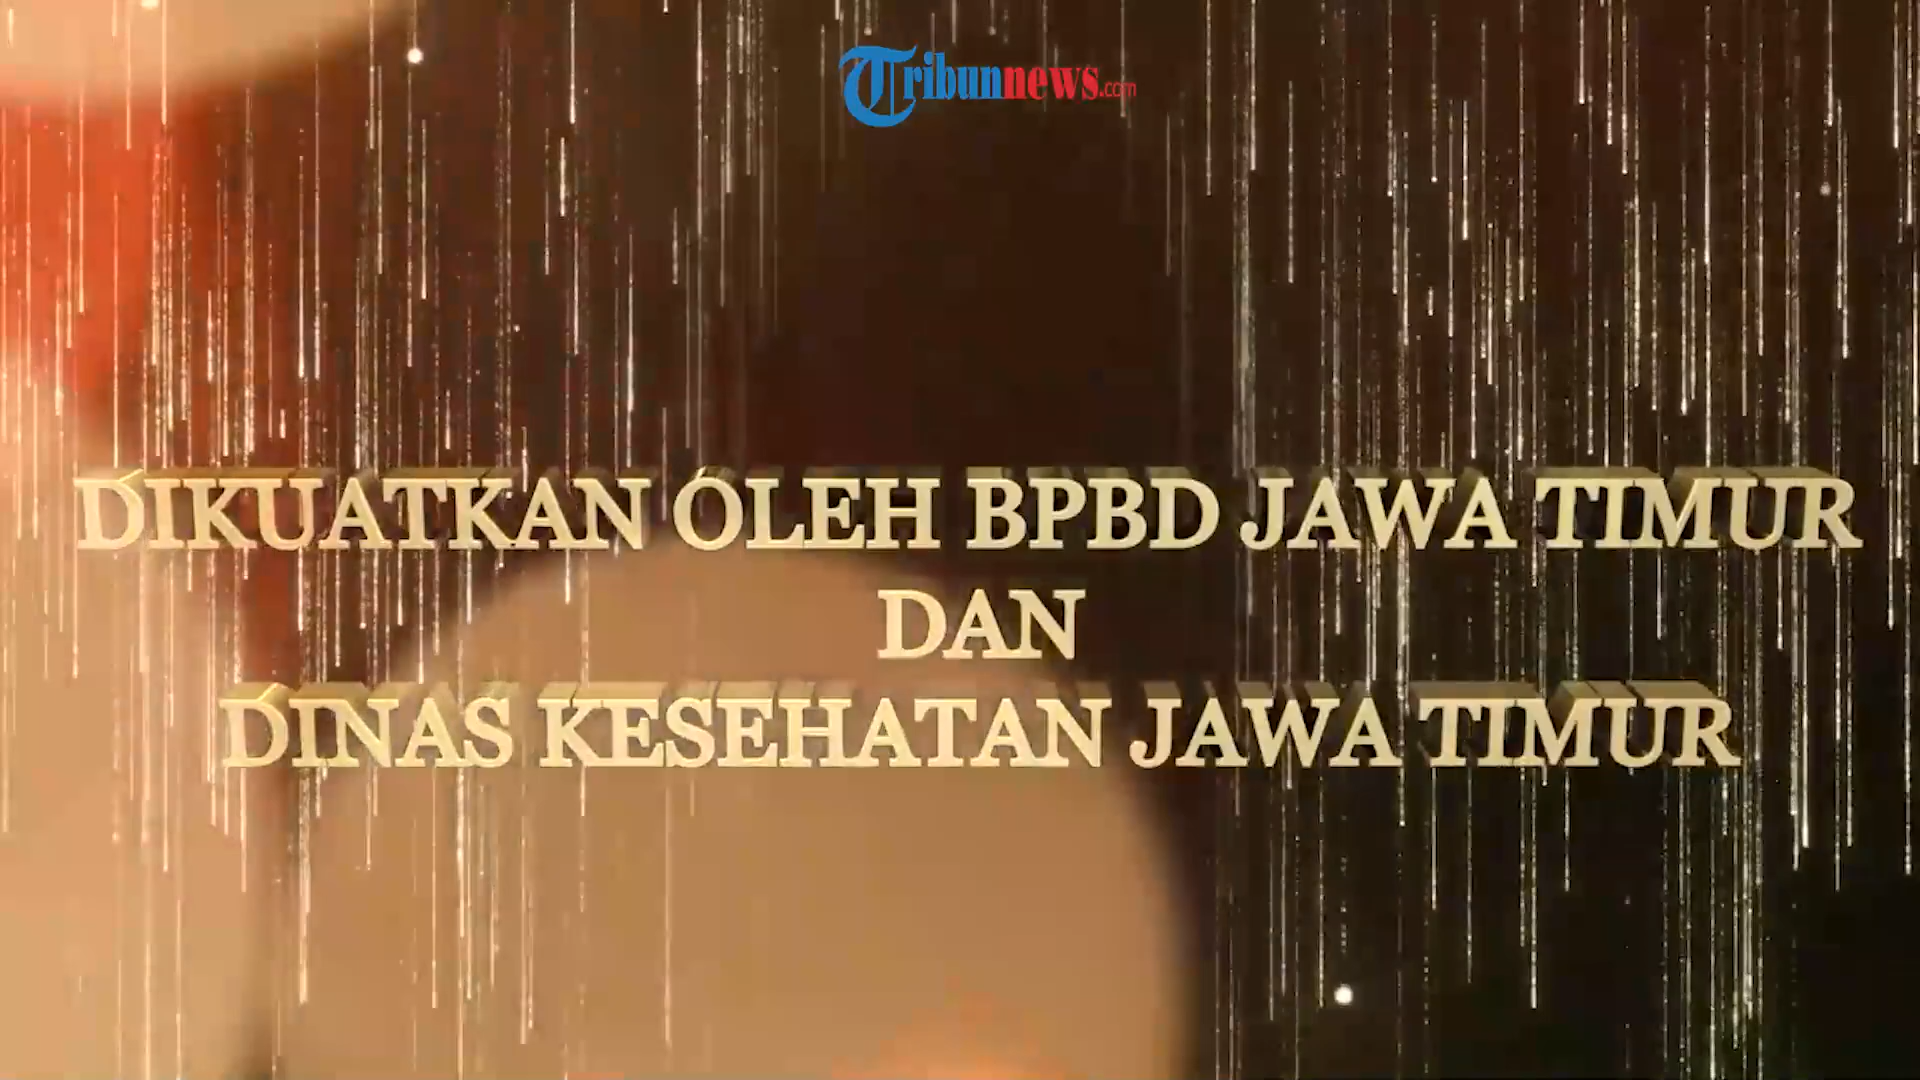 Tribunnews.com
DIKUATKAN OLEH BPBD JAWA TIMUR
DAN
DINAS KESEHATAN JAWA TIMUR